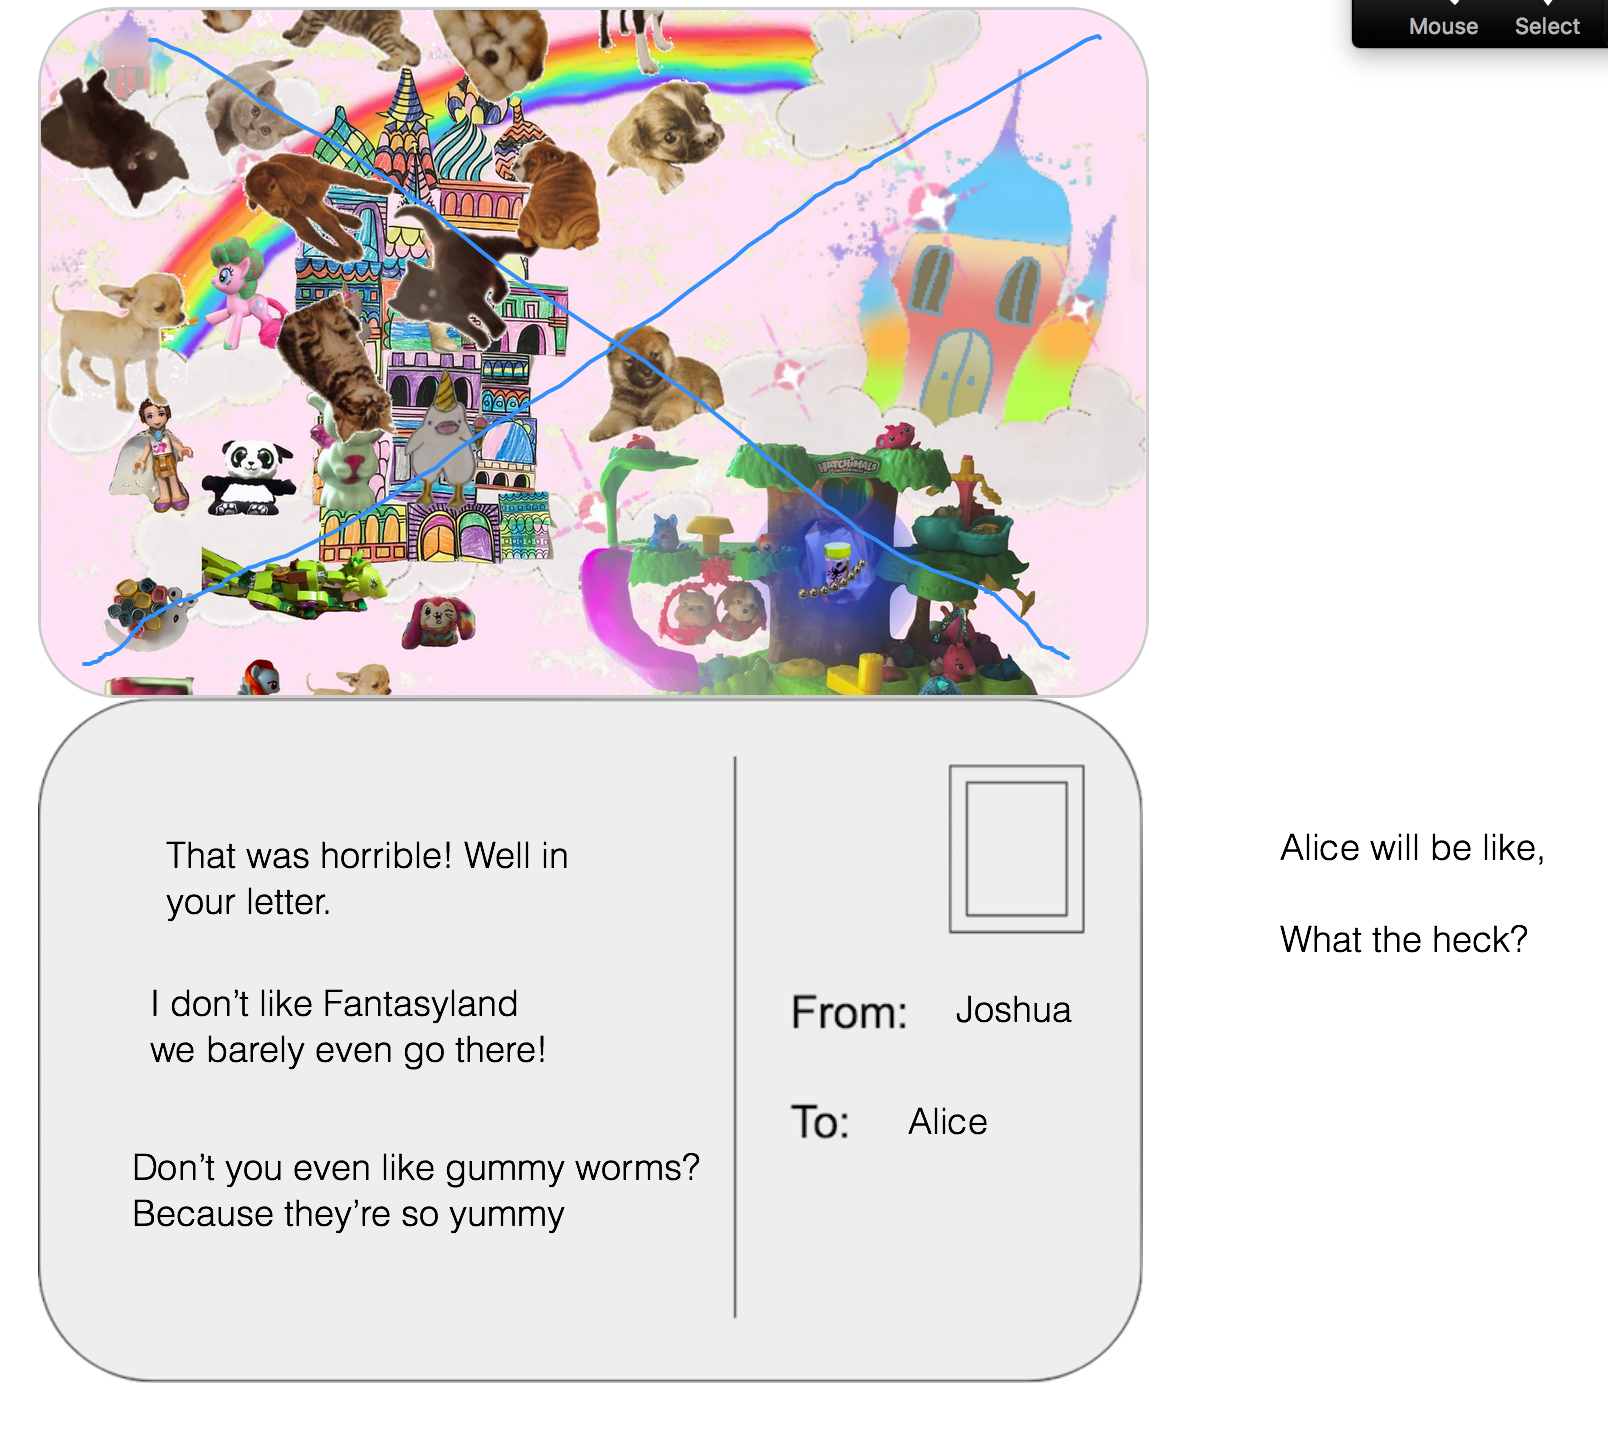 Mouse Select
HATCHIMALS
That was horrible! Well in
your letter.
I don’t like Fantasyland
we barely even go there!
Don’t you even like gummy worms?
Because they’re so yummy
From: Joshua
To: Alice
Alice will be like,
What the heck?